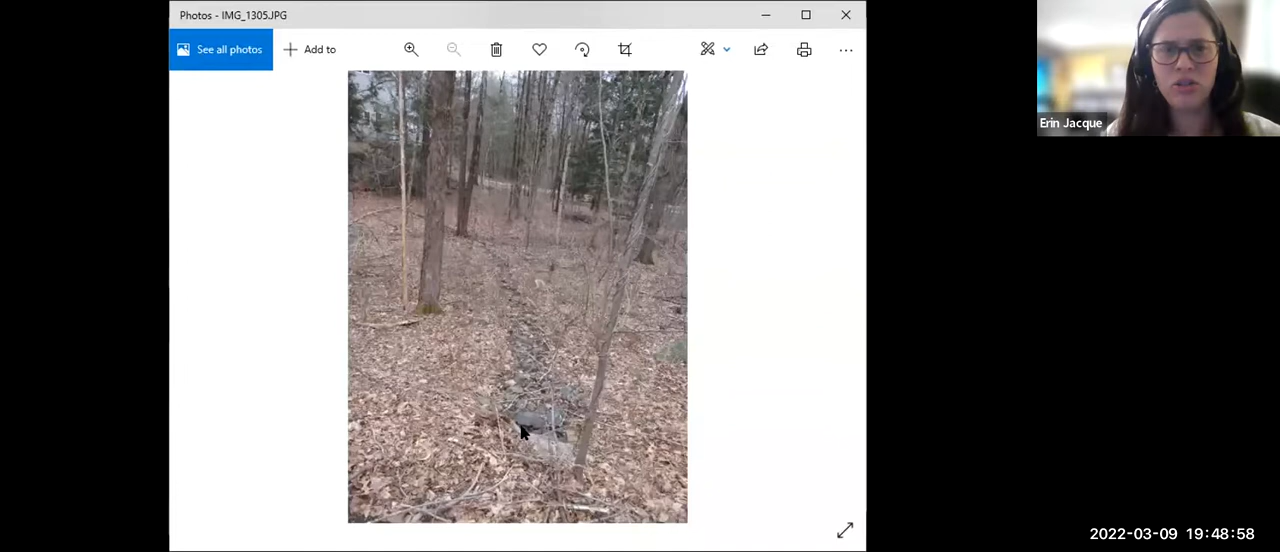 Photos - IMG_1305.JPG
See all photos
Add to
Erin Jacque
2022-03-09 19:48:58